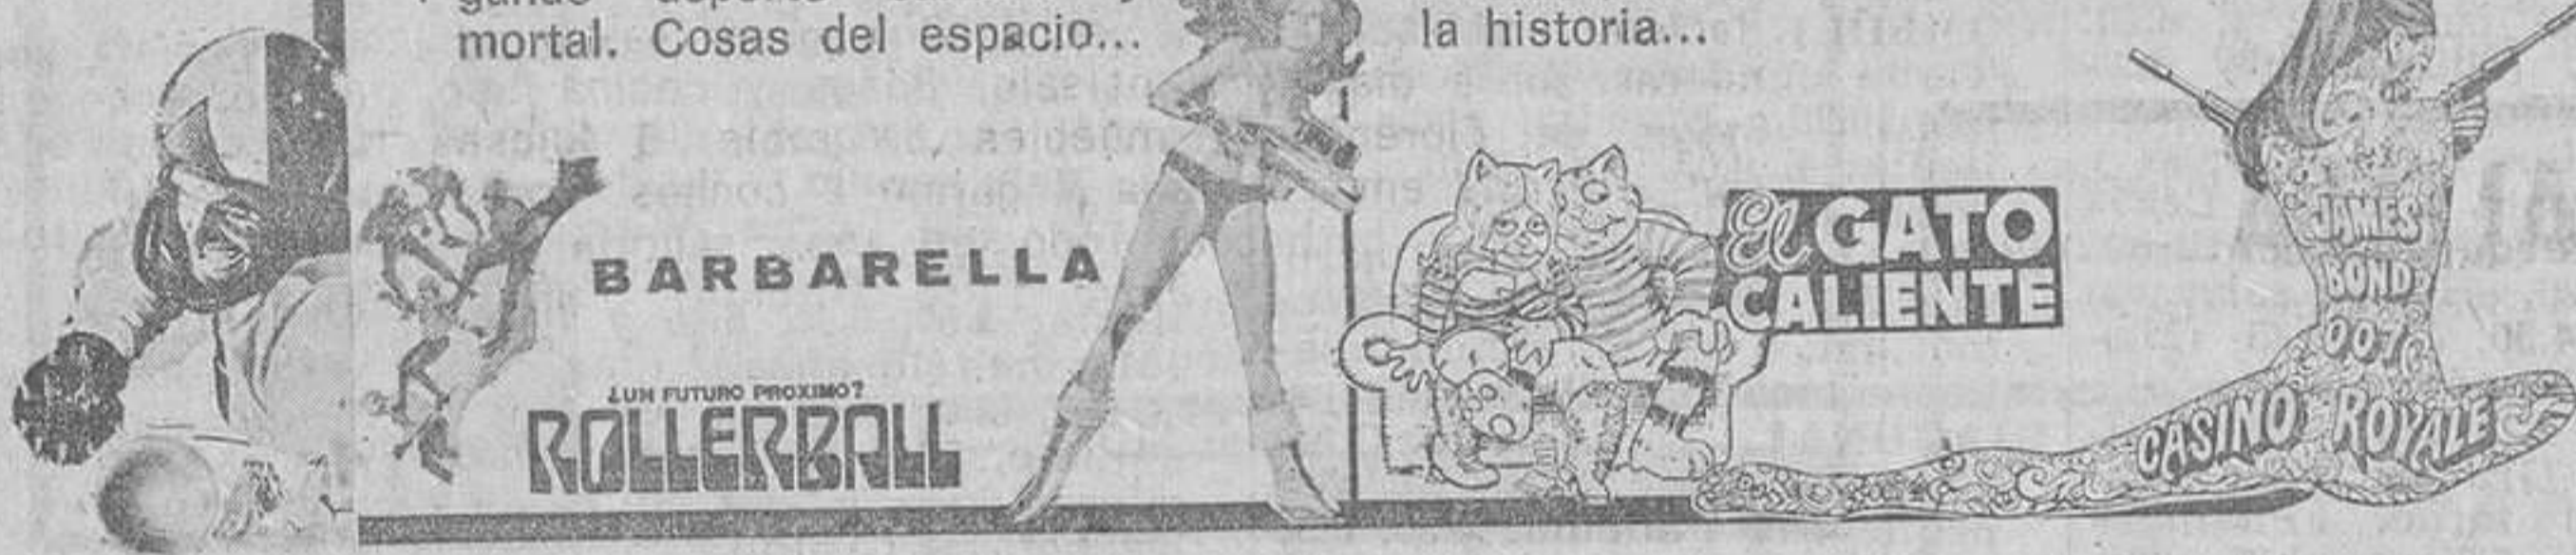 mortal. Cosas del espacio...
la historia...
BARBARELLA
¿UN FUTURO PROXIMO?
ROLLERBALL
El GATO
CALIENTE
JAMES
BOND
007
CASINO ROYALE